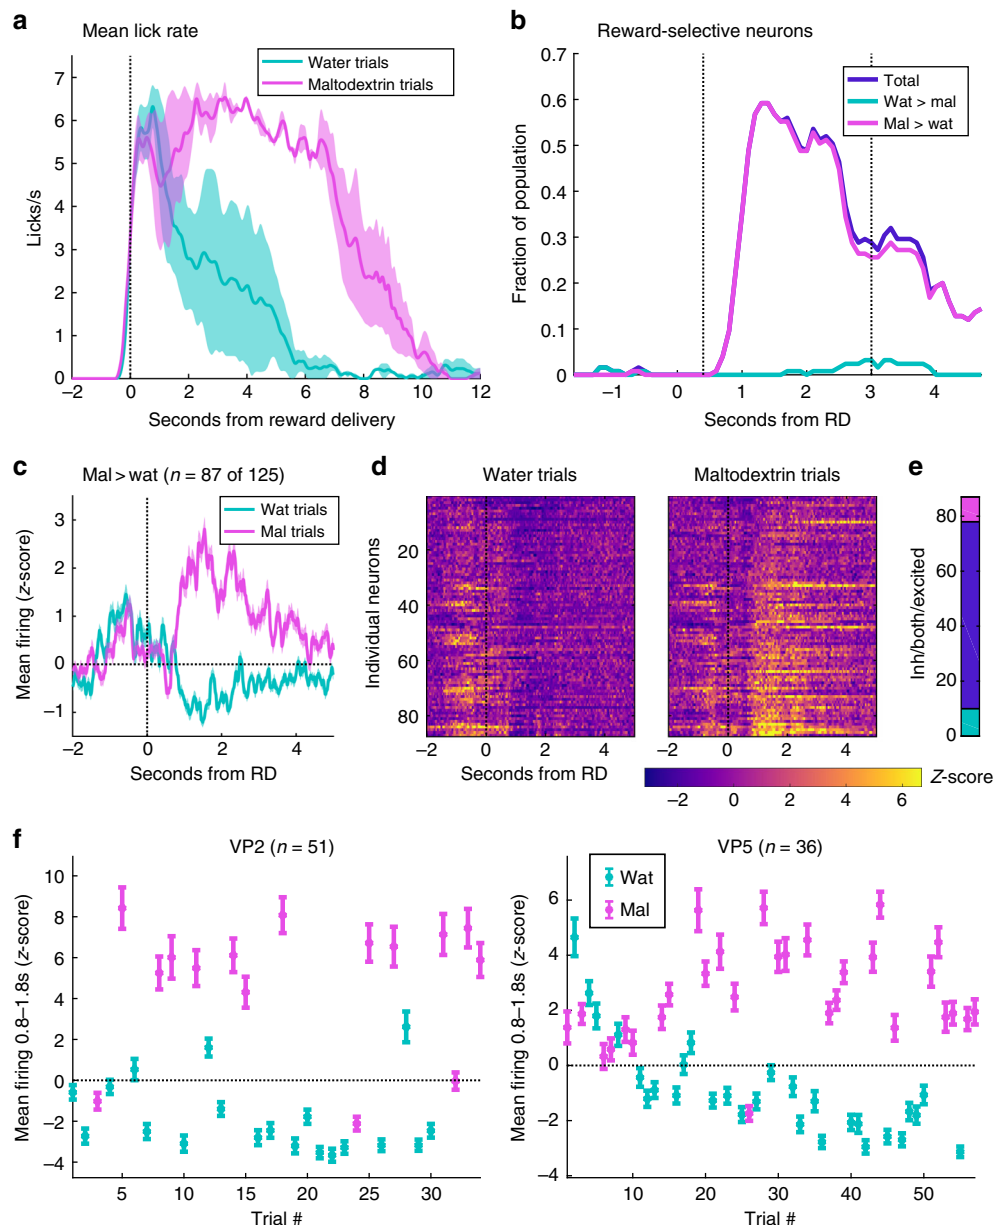 a
Mean lick rate
Water trials
Maltodextrin trials
Licks/s
7
6
5
4
3
2
1
0
–2 0 2 4 6 8 10 12
Seconds from reward delivery
b
Reward-selective neurons
Total
Wat > mal
Mal > wat
Fraction of population
0.7
0.6
0.5
0.4
0.3
0.2
0.1
0
–1 0 1 2 3 4
Seconds from RD
c
Mal > wat (n = 87 of 125)
Wat trials
Mal trials
Mean firing (z-score)
3
2
1
0
–1
–2 0 2 4
Seconds from RD
d
Water trials
Maltodextrin trials
Individual neurons
20
40
60
80
–2 0 2 4
–2 0 2 4
Seconds from RD
–2 0 2 4 6
Z-score
e
Inh/both/excited
80
60
40
20
0
f
VP2 (n = 51)
Mean firing 0.8–1.8s (z-score)
10
8
6
4
2
0
–2
–4
5 10 15 20 25 30
Trial #
VP5 (n = 36)
Wat
Mal
Mean firing 0.8–1.8s (z-score)
6
4
2
0
–2
–4
10 20 30 40 50
Trial #